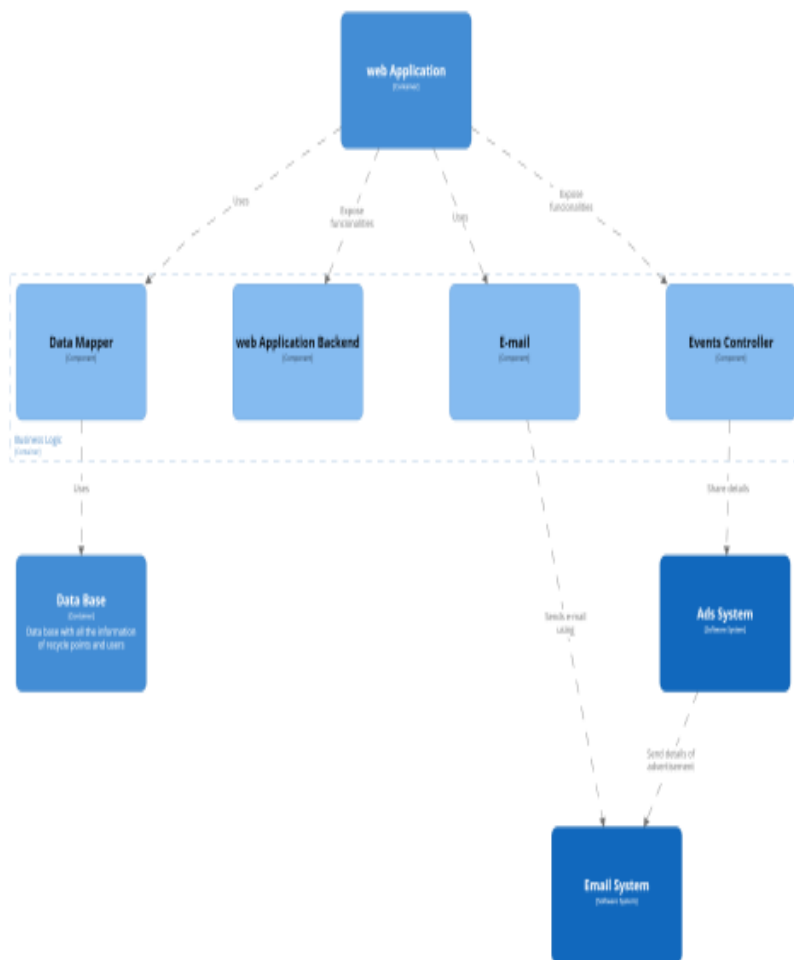 web Application
[Container]
Uses
Expose
funcionalities
Uses
Expose
funcionalities
Data Mapper
[Component]
web Application Backend
[Component]
E-mail
[Component]
Events Controller
[Component]
Business Logic
[Container]
Uses
Share details
Data Base
[Container]
Data base with all the information
of recycle points and users
Sends e-mail
using
Ads System
[Software System]
Send details of
advertisement
Email System
[Software System]